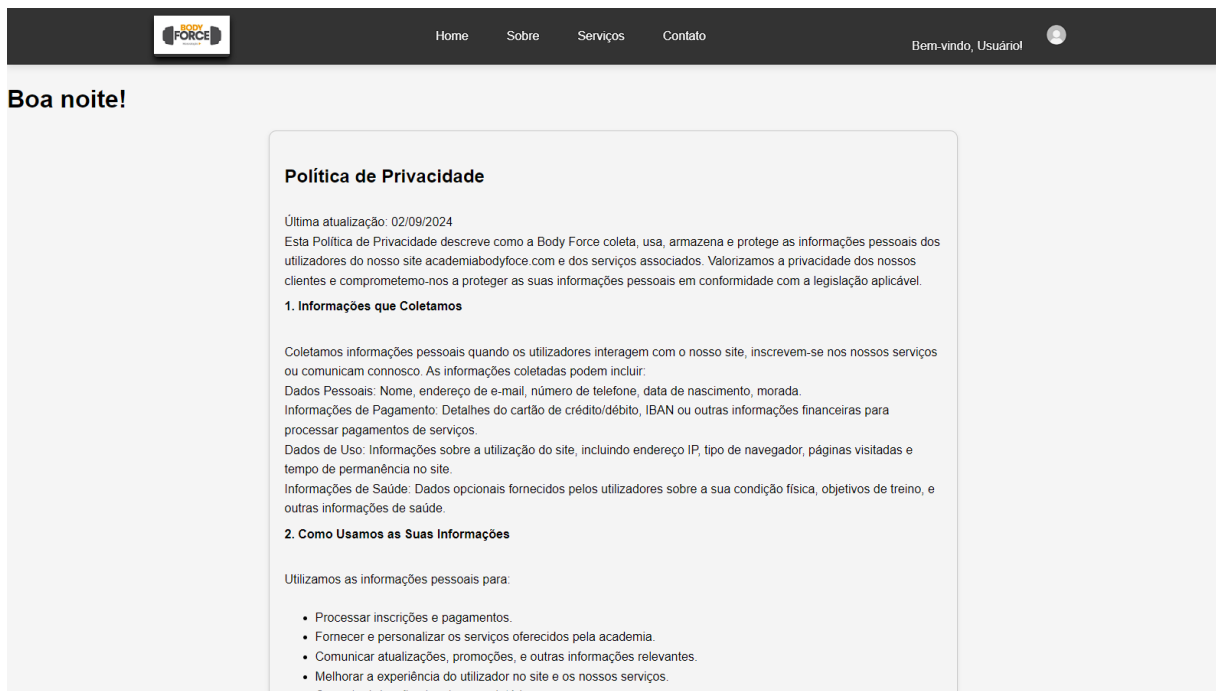 BODY
FORCE
Home
Sobre
Serviços
Contato
Bem-vindo, Usuário!
Boa noite!
Política de Privacidade
Última atualização: 02/09/2024
Esta Política de Privacidade descreve como a Body Force coleta, usa, armazena e protege as informações pessoais dos
utilizadores do nosso site academiabodyfoce.com e dos serviços associados. Valorizamos a privacidade dos nossos
clientes e comprometemo-nos a proteger as suas informações pessoais em conformidade com a legislação aplicável.
1. Informações que Coletamos
Coletamos informações pessoais quando os utilizadores interagem com o nosso site, inscrevem-se nos nossos serviços
ou comunicam connosco. As informações coletadas podem incluir:
Dados Pessoais: Nome, endereço de e-mail, número de telefone, data de nascimento, morada.
Informações de Pagamento: Detalhes do cartão de crédito/débito, IBAN ou outras informações financeiras para
processar pagamentos de serviços.
Dados de Uso: Informações sobre a utilização do site, incluindo endereço IP, tipo de navegador, páginas visitadas e
tempo de permanência no site.
Informações de Saúde: Dados opcionais fornecidos pelos utilizadores sobre a sua condição física, objetivos de treino, e
outras informações de saúde.
2. Como Usamos as Suas Informações
Utilizamos as informações pessoais para:
• Processar inscrições e pagamentos.
• Fornecer e personalizar os serviços oferecidos pela academia.
• Comunicar atualizações, promoções, e outras informações relevantes.
• Melhorar a experiência do utilizador no site e os nossos serviços.